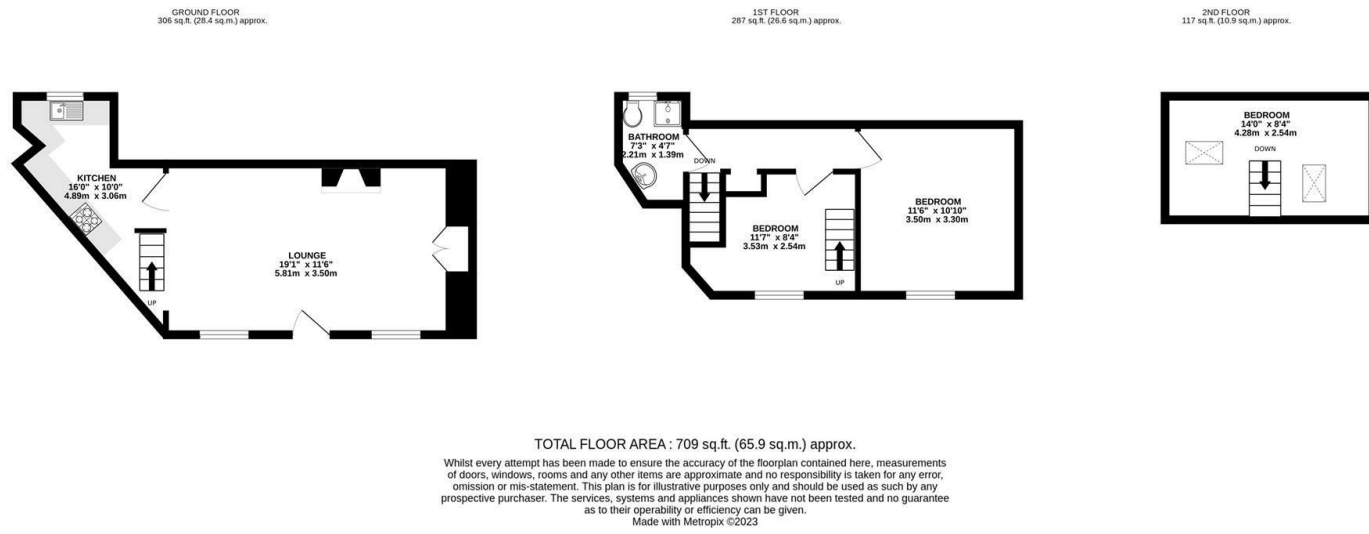 GROUND FLOOR
306 sq.ft. (28.4 sq.m.) approx.
1ST FLOOR
287 sq.ft. (26.6 sq.m.) approx.
2ND FLOOR
117 sq.ft. (10.9 sq.m.) approx.
KITCHEN
16'0" x 10'0"
4.89m x 3.06m
UP
LOUNGE
19'1" x 11'6"
5.81m x 3.50m
BATHROOM
7'3" x 4'7"
2.21m x 1.39m
DOWN
BEDROOM
11'7" x 8'4"
3.53m x 2.54m
UP
BEDROOM
11'6" x 10'10"
3.50m x 3.30m
BEDROOM
14'0" x 8'4"
4.28m x 2.54m
DOWN
TOTAL FLOOR AREA : 709 sq.ft. (65.9 sq.m.) approx.
Whilst every attempt has been made to ensure the accuracy of the floorplan contained here, measurements
of doors, windows, rooms and any other items are approximate and no responsibility is taken for any error,
omission or mis-statement. This plan is for illustrative purposes only and should be used as such by any
prospective purchaser. The services, systems and appliances shown have not been tested and no guarantee
as to their operability or efficiency can be given.
Made with Metropix ©2023